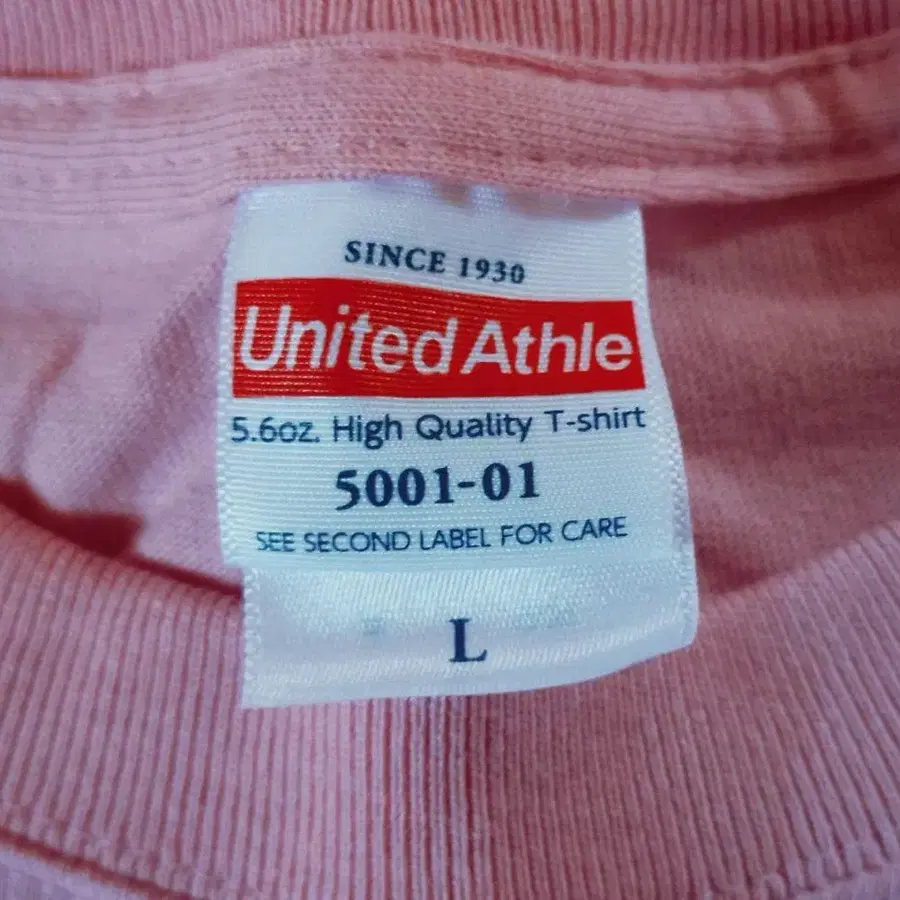 SINCE 1930
United Athle
5.6oz. High Quality T-shirt
5001-01
SEE SECOND LABEL FOR CARE
L